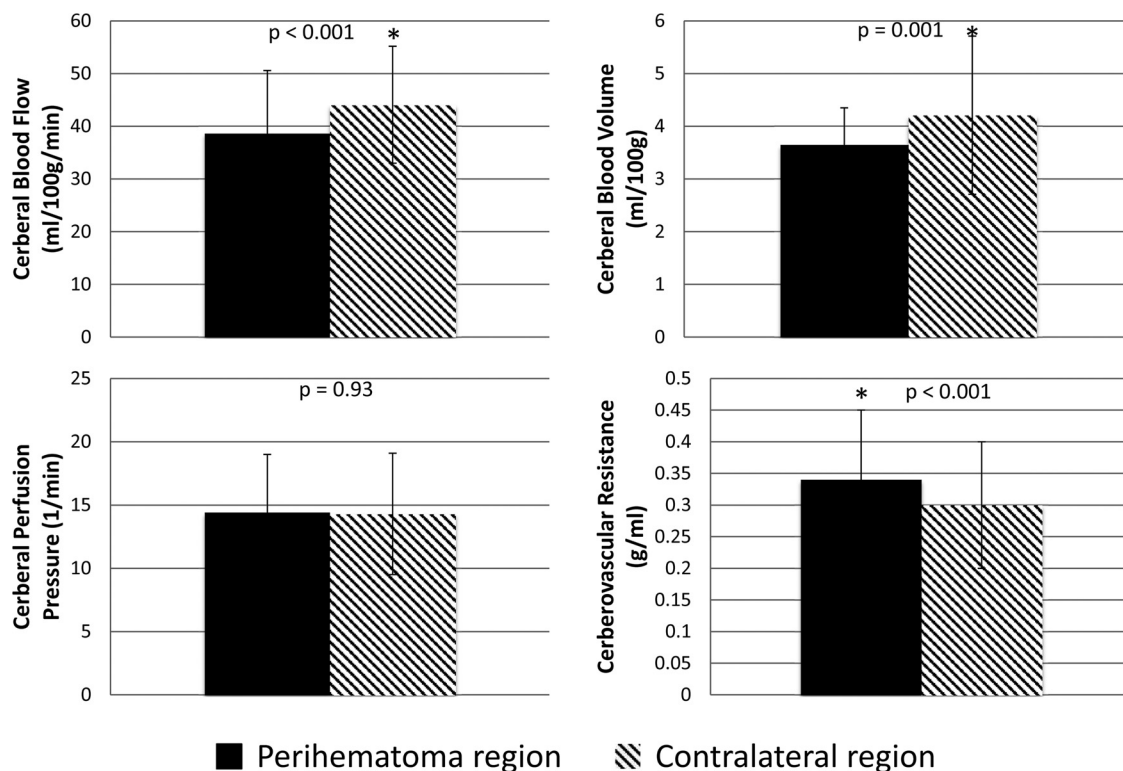 Cerberal Blood Flow
(ml/100g/min)
60
50
40
30
20
10
0
p < 0.001
*
Cerberal Blood Volume
(ml/100g)
6
5
4
3
2
1
0
p = 0.001
*
Cerberal Perfusion
Pressure (1/min)
25
20
15
10
5
0
p = 0.93
Cerberovascular Resistance
(g/ml)
0.5
0.45
0.4
0.35
0.3
0.25
0.2
0.15
0.1
0.05
0
* p < 0.001
Perihematoma region
Contralateral region